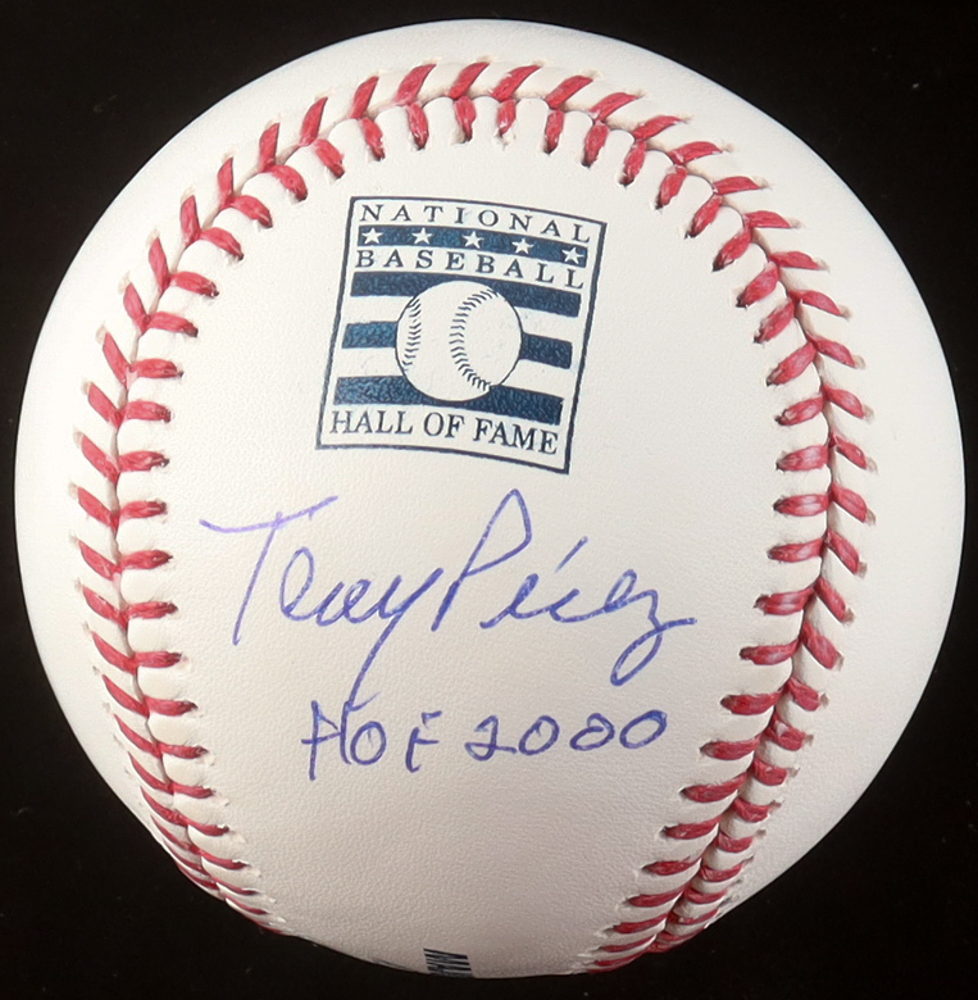 NATIONAL
BASEBALL
HALL OF FAME
Tony Pérez
HOF 2000